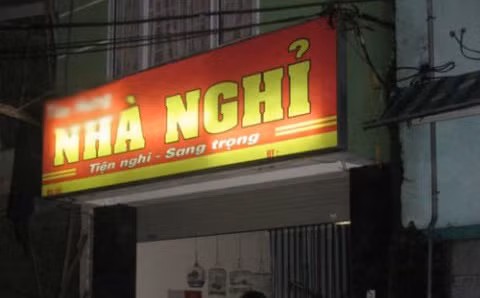 NHÀ NGHỈ
Tiện nghi - Sang trọng